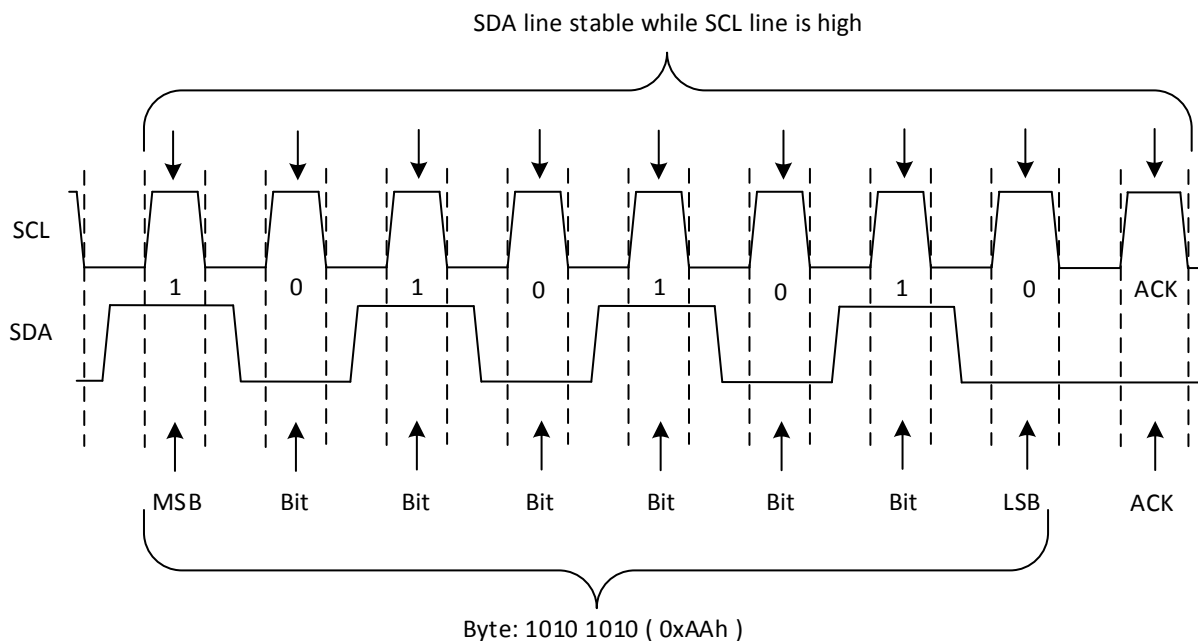 SDA line stable while SCL line is high
SCL
1 0 1 0 1 0 1 0 ACK
SDA
MSB Bit Bit Bit Bit Bit Bit LSB ACK
Byte: 1010 1010 ( 0xAAh )